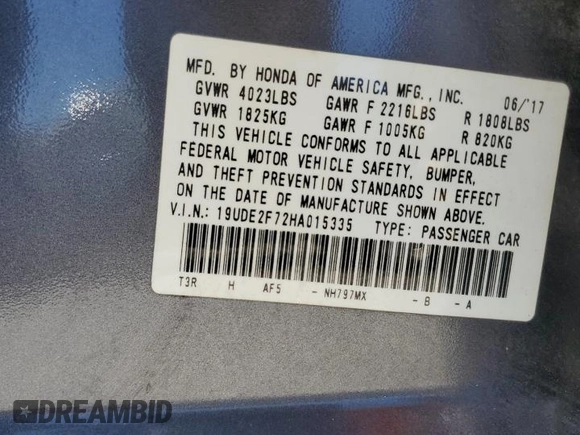 MFD. BY HONDA OF AMERICA MFG., INC. 06/'17
GVWR 4023LBS GAWR F 2216LBS R 1808LBS
GVWR 1825KG GAWR F 1005KG R 820KG
THIS VEHICLE CONFORMS TO ALL APPLICABLE
FEDERAL MOTOR VEHICLE SAFETY, BUMPER,
AND THEFT PREVENTION STANDARDS IN EFFECT
ON THE DATE OF MANUFACTURE SHOWN ABOVE.
V.I.N.: 19UDE2F72HA015335 TYPE: PASSENGER CAR
T3R H AF5 - NH797MX - B - A
DREAMBID